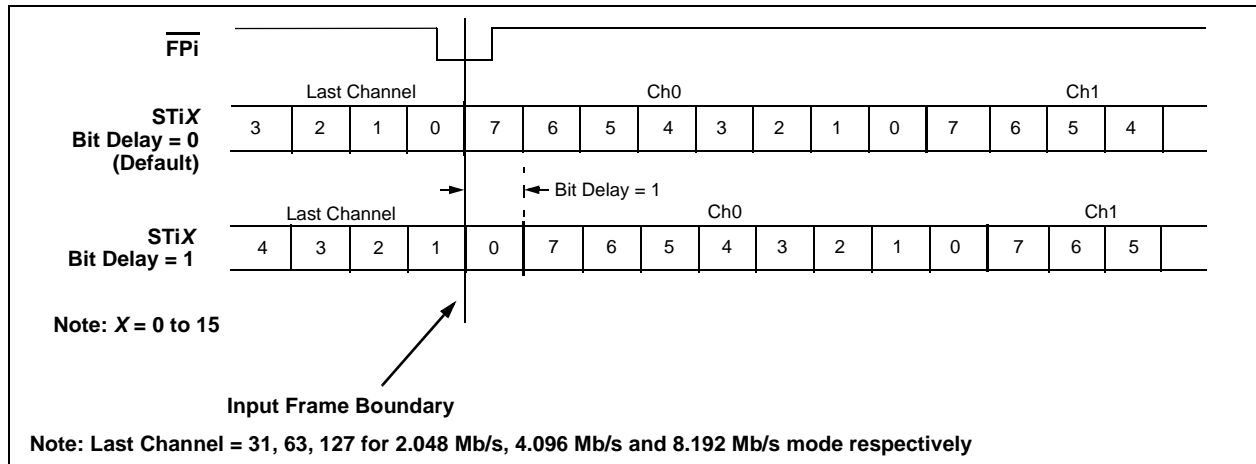 FPi
Last Channel Ch0 Ch1
STiX
Bit Delay = 0
(Default)
3 2 1 0 7 6 5 4 3 2 1 0 7 6 5 4
Bit Delay = 1
Last Channel Ch0 Ch1
STiX
Bit Delay = 1
4 3 2 1 0 7 6 5 4 3 2 1 0 7 6 5
Note: X = 0 to 15
Input Frame Boundary
Note: Last Channel = 31, 63, 127 for 2.048 Mb/s, 4.096 Mb/s and 8.192 Mb/s mode respectively